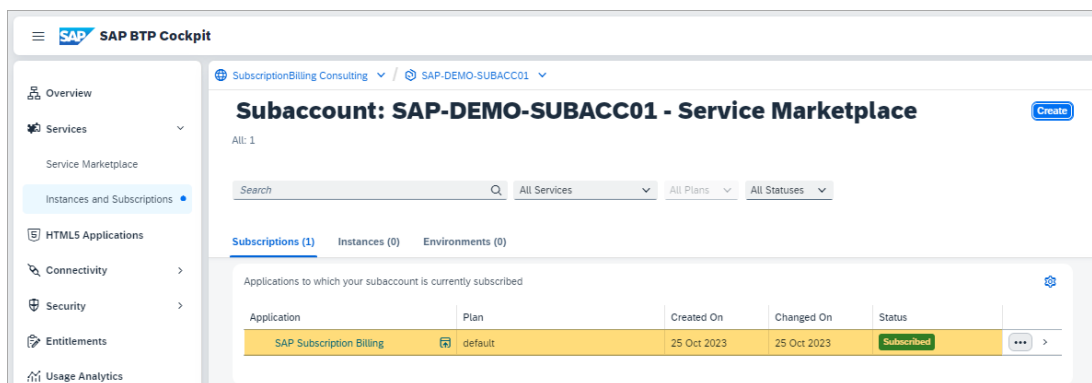 SAP SAP BTP Cockpit
SubscriptionBilling Consulting / SAP-DEMO-SUBACC01
Overview
Services
Service Marketplace
Instances and Subscriptions
HTML5 Applications
Connectivity
Security
Entitlements
Usage Analytics
Subaccount: SAP-DEMO-SUBACC01 - Service Marketplace
Create
All: 1
Search All Services All Plans All Statuses
Subscriptions (1) Instances (0) Environments (0)
Applications to which your subaccount is currently subscribed
Application Plan Created On Changed On Status
SAP Subscription Billing default 25 Oct 2023 25 Oct 2023 Subscribed